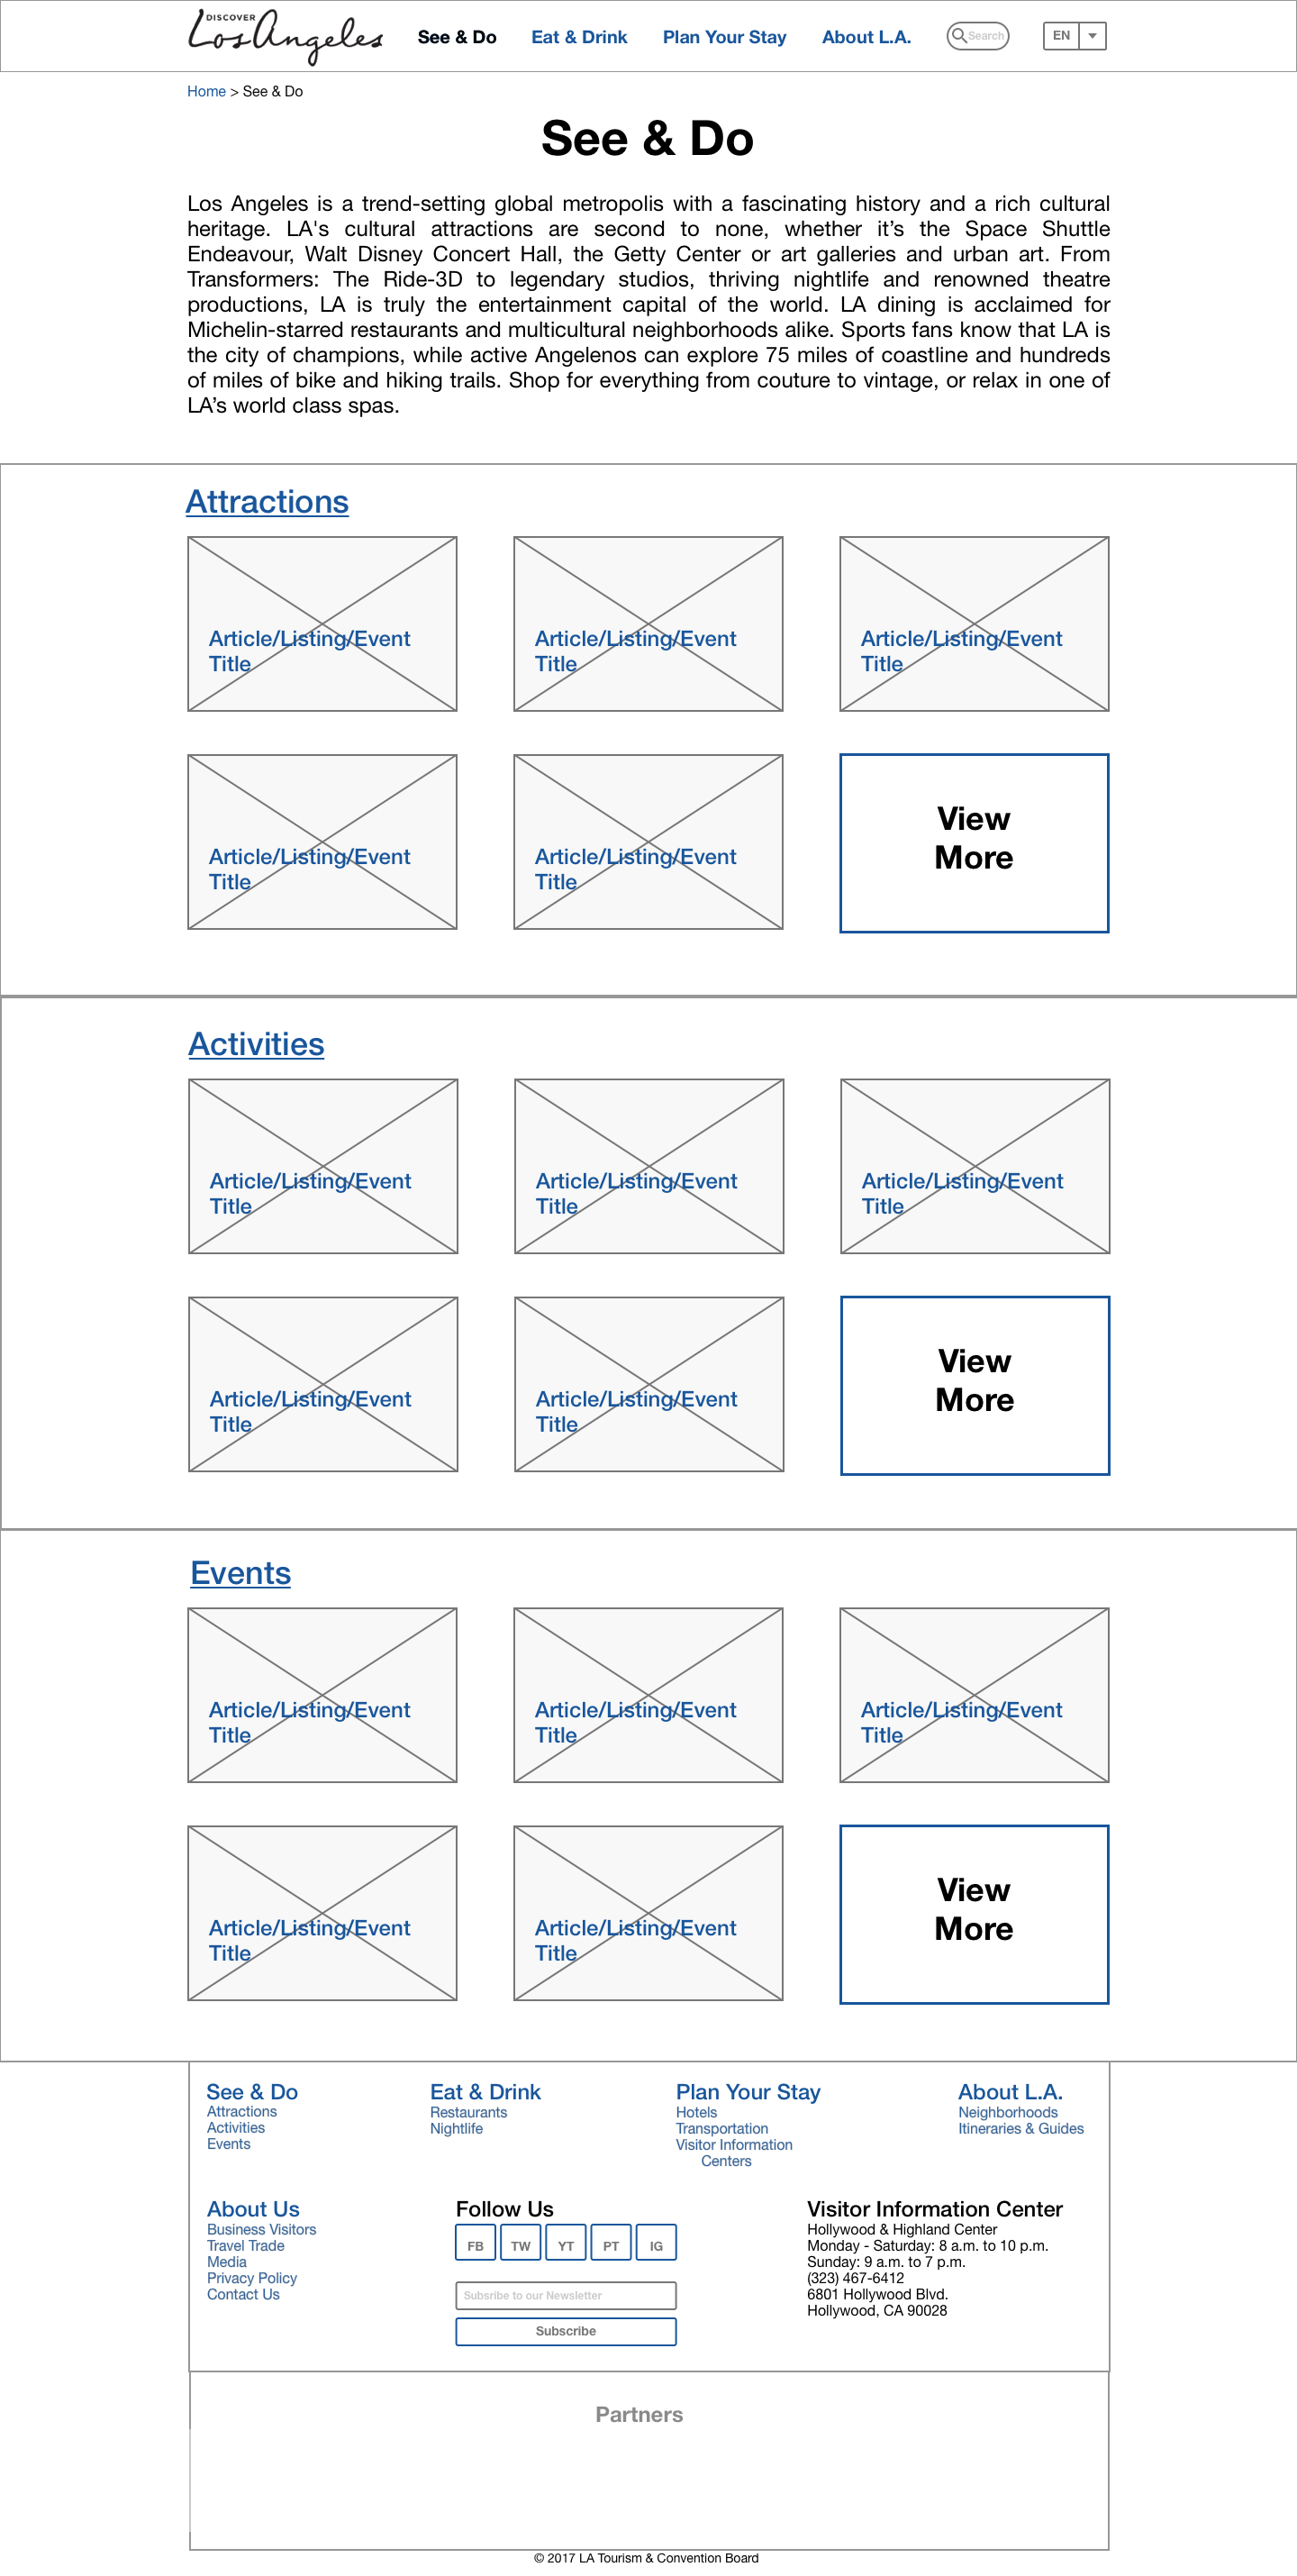 DISCOVER
Los Angeles
See & Do
Eat & Drink
Plan Your Stay
About L.A.
Search
EN
Home > See & Do
See & Do
Los Angeles is a trend-setting global metropolis with a fascinating history and a rich cultural
heritage. LA's cultural attractions are second to none, whether it’s the Space Shuttle
Endeavour, Walt Disney Concert Hall, the Getty Center or art galleries and urban art. From
Transformers: The Ride-3D to legendary studios, thriving nightlife and renowned theatre
productions, LA is truly the entertainment capital of the world. LA dining is acclaimed for
Michelin-starred restaurants and multicultural neighborhoods alike. Sports fans know that LA is
the city of champions, while active Angelenos can explore 75 miles of coastline and hundreds
of miles of bike and hiking trails. Shop for everything from couture to vintage, or relax in one of
LA’s world class spas.
Attractions
Article/Listing/Event
Title
Article/Listing/Event
Title
Article/Listing/Event
Title
Article/Listing/Event
Title
Article/Listing/Event
Title
View
More
Activities
Article/Listing/Event
Title
Article/Listing/Event
Title
Article/Listing/Event
Title
Article/Listing/Event
Title
Article/Listing/Event
Title
View
More
Events
Article/Listing/Event
Title
Article/Listing/Event
Title
Article/Listing/Event
Title
Article/Listing/Event
Title
Article/Listing/Event
Title
View
More
See & Do
Attractions
Activities
Events
Eat & Drink
Restaurants
Nightlife
Plan Your Stay
Hotels
Transportation
Visitor Information
Centers
About L.A.
Neighborhoods
Itineraries & Guides
About Us
Business Visitors
Travel Trade
Media
Privacy Policy
Contact Us
Follow Us
FB
TW
YT
PT
IG
Subsribe to our Newsletter
Subscribe
Visitor Information Center
Hollywood & Highland Center
Monday - Saturday: 8 a.m. to 10 p.m.
Sunday: 9 a.m. to 7 p.m.
(323) 467-6412
6801 Hollywood Blvd.
Hollywood, CA 90028
Partners
© 2017 LA Tourism & Convention Board